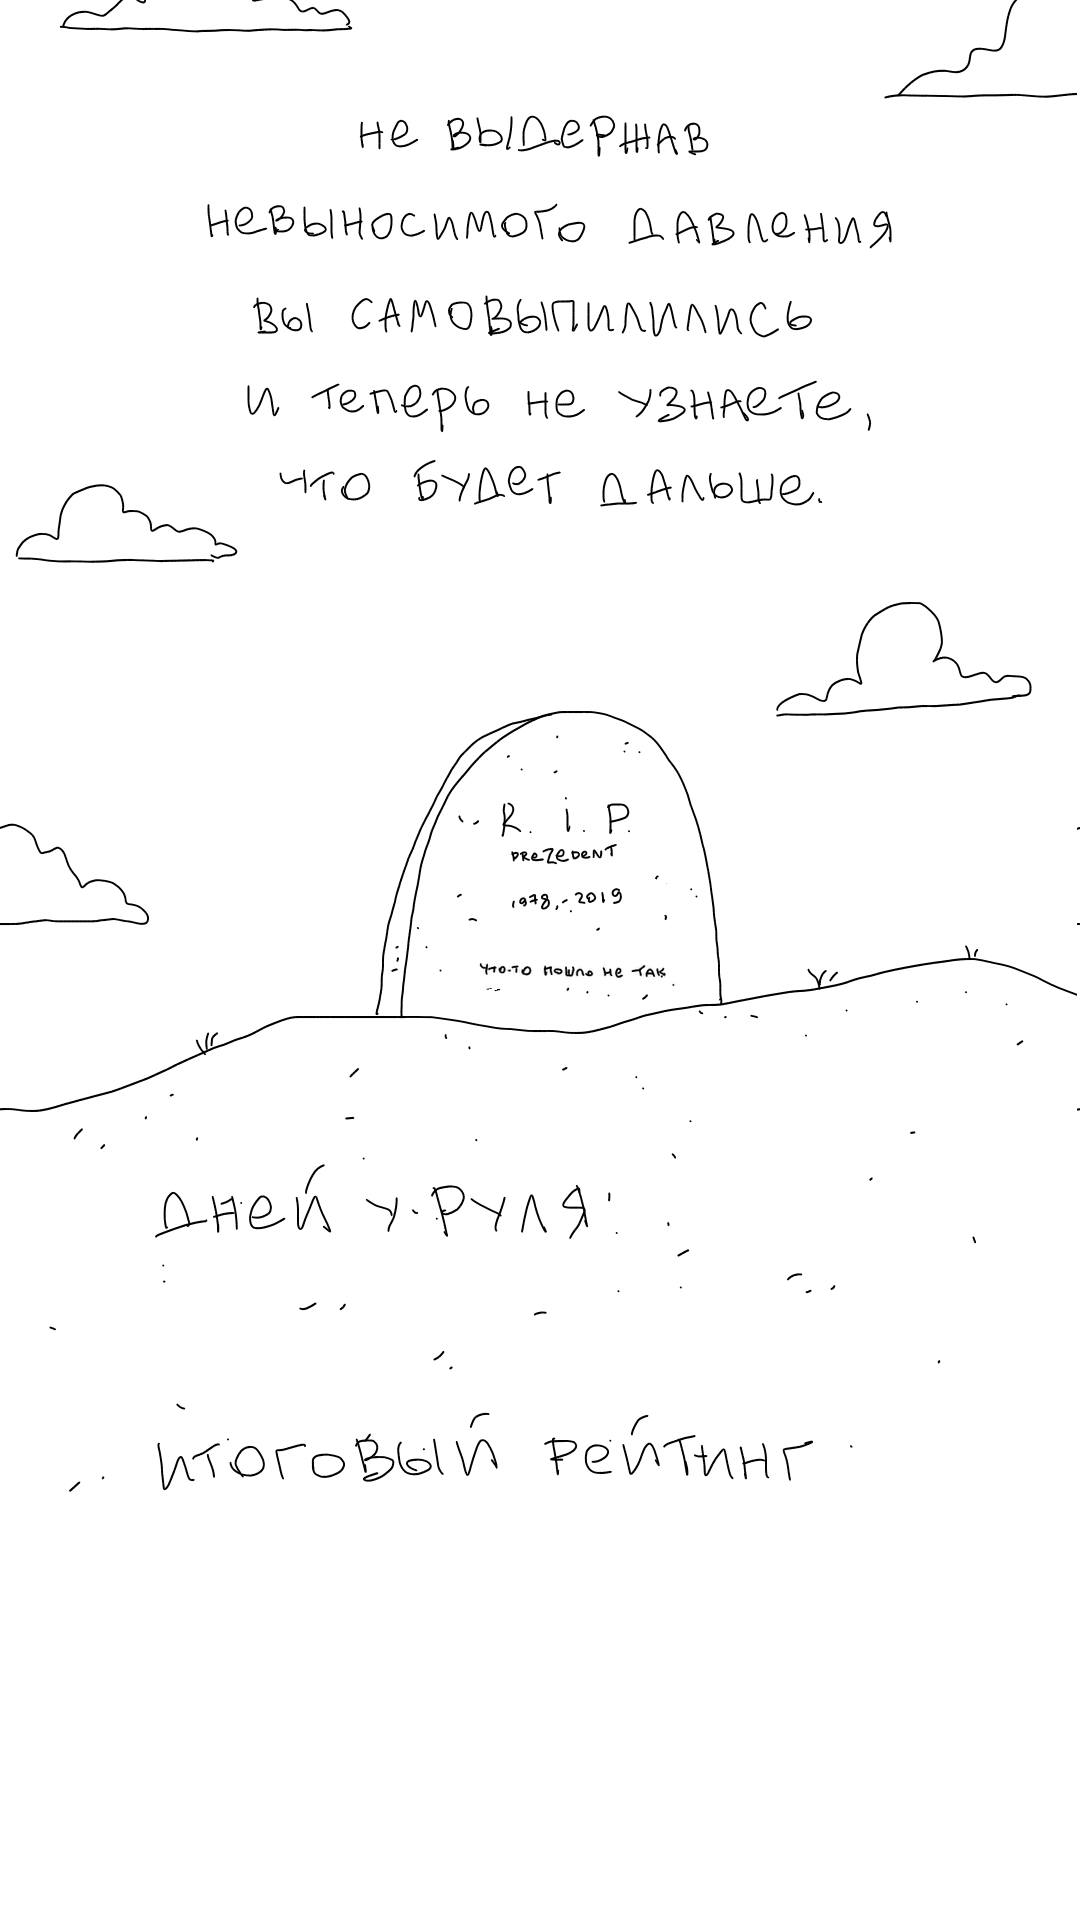 не выдержав
невыносимого давления
вы самовыпилились
и теперь не узнаете,
что будет дальше.
R. i. P.
PREZEDENT
1978.-2019
что-то пошло не так
дней у руля:
итоговый рейтинг